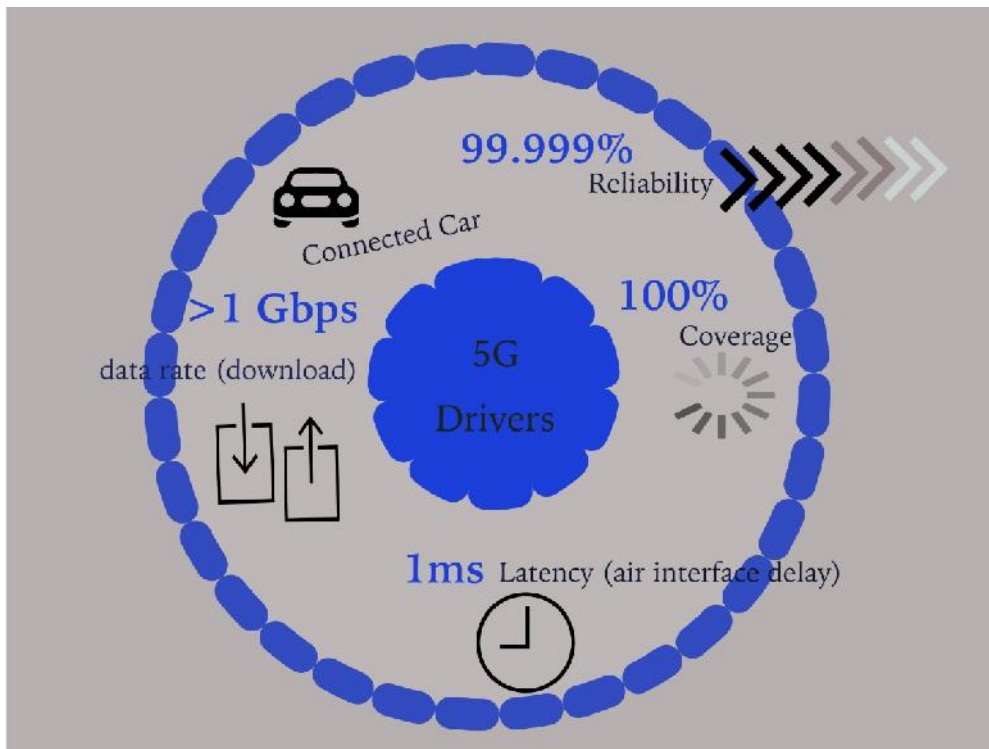 99.999%
Reliability
Connected Car
>1 Gbps
data rate (download)
100%
Coverage
5G
Drivers
1ms Latency (air interface delay)